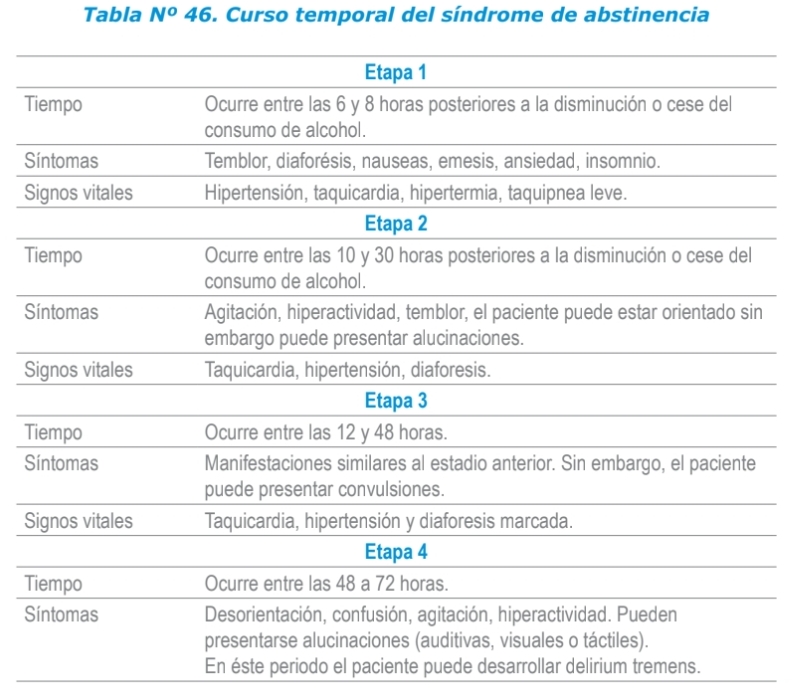 Tabla Nº 46. Curso temporal del síndrome de abstinencia
Etapa 1
Tiempo Ocurre entre las 6 y 8 horas posteriores a la disminución o cese del
consumo de alcohol.
Síntomas Temblor, diaforésis, nauseas, emesis, ansiedad, insomnio.
Signos vitales Hipertensión, taquicardia, hipertermia, taquipnea leve.
Etapa 2
Tiempo Ocurre entre las 10 y 30 horas posteriores a la disminución o cese del
consumo de alcohol.
Síntomas Agitación, hiperactividad, temblor, el paciente puede estar orientado sin
embargo puede presentar alucinaciones.
Signos vitales Taquicardia, hipertensión, diaforesis.
Etapa 3
Tiempo Ocurre entre las 12 y 48 horas.
Síntomas Manifestaciones similares al estadio anterior. Sin embargo, el paciente
puede presentar convulsiones.
Signos vitales Taquicardia, hipertensión y diaforesis marcada.
Etapa 4
Tiempo Ocurre entre las 48 a 72 horas.
Síntomas Desorientación, confusión, agitación, hiperactividad. Pueden
presentarse alucinaciones (auditivas, visuales o táctiles).
En éste periodo el paciente puede desarrollar delirium tremens.